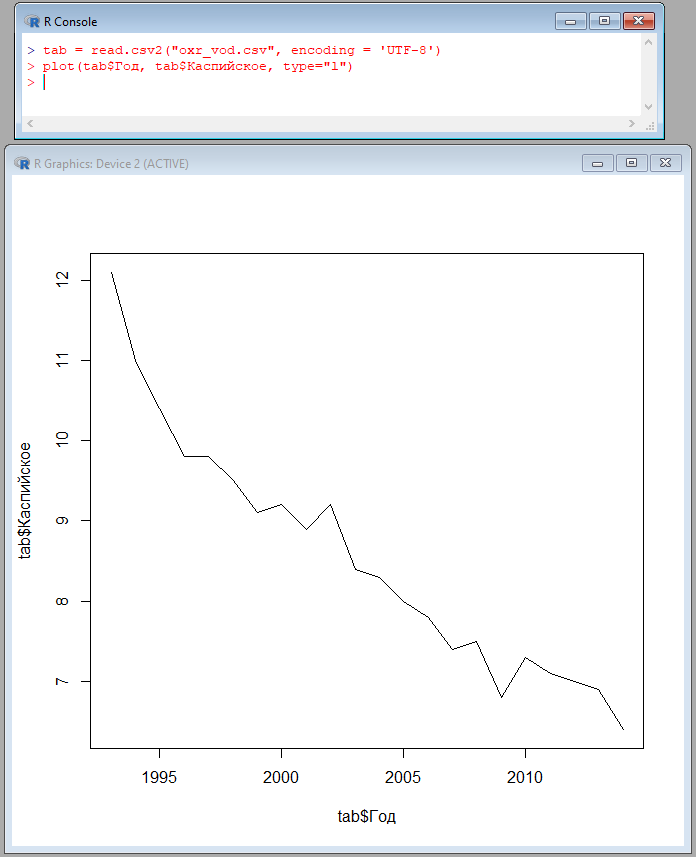 R Console
> tab = read.csv2("oxr_vod.csv", encoding = 'UTF-8')
> plot(tab$Год, tab$Каспийское, type="l")
>
R Graphics: Device 2 (ACTIVE)
12
11
10
9
8
7
tab$Каспийское
1995 2000 2005 2010
tab$Год